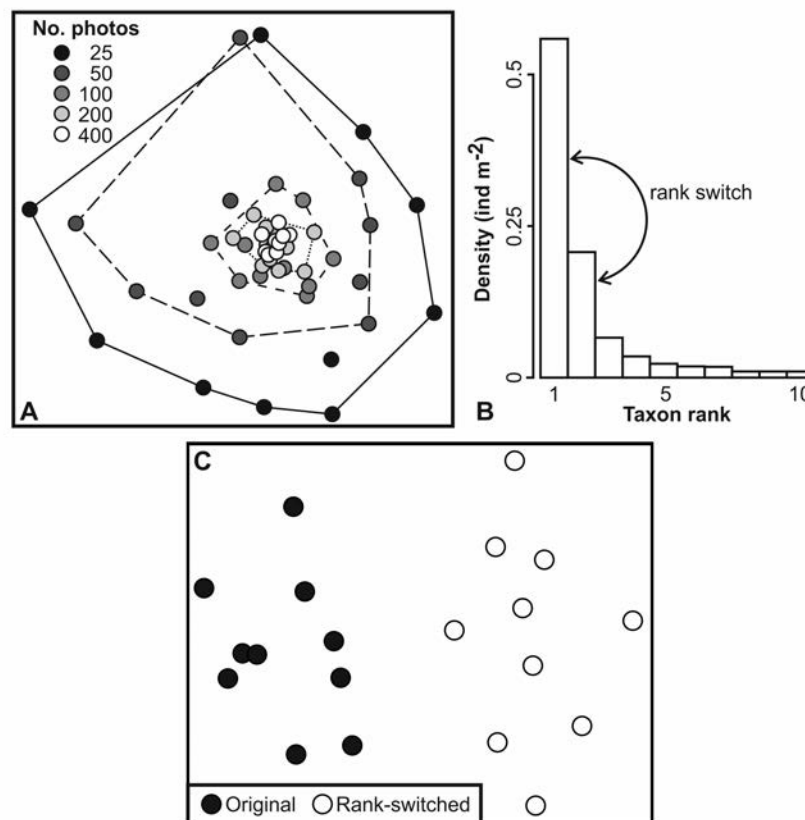 No. photos
25
50
100
200
400
A
Density (ind m-2)
0.5
0.25
0
rank switch
1
5
10
Taxon rank
B
C
Original
Rank-switched